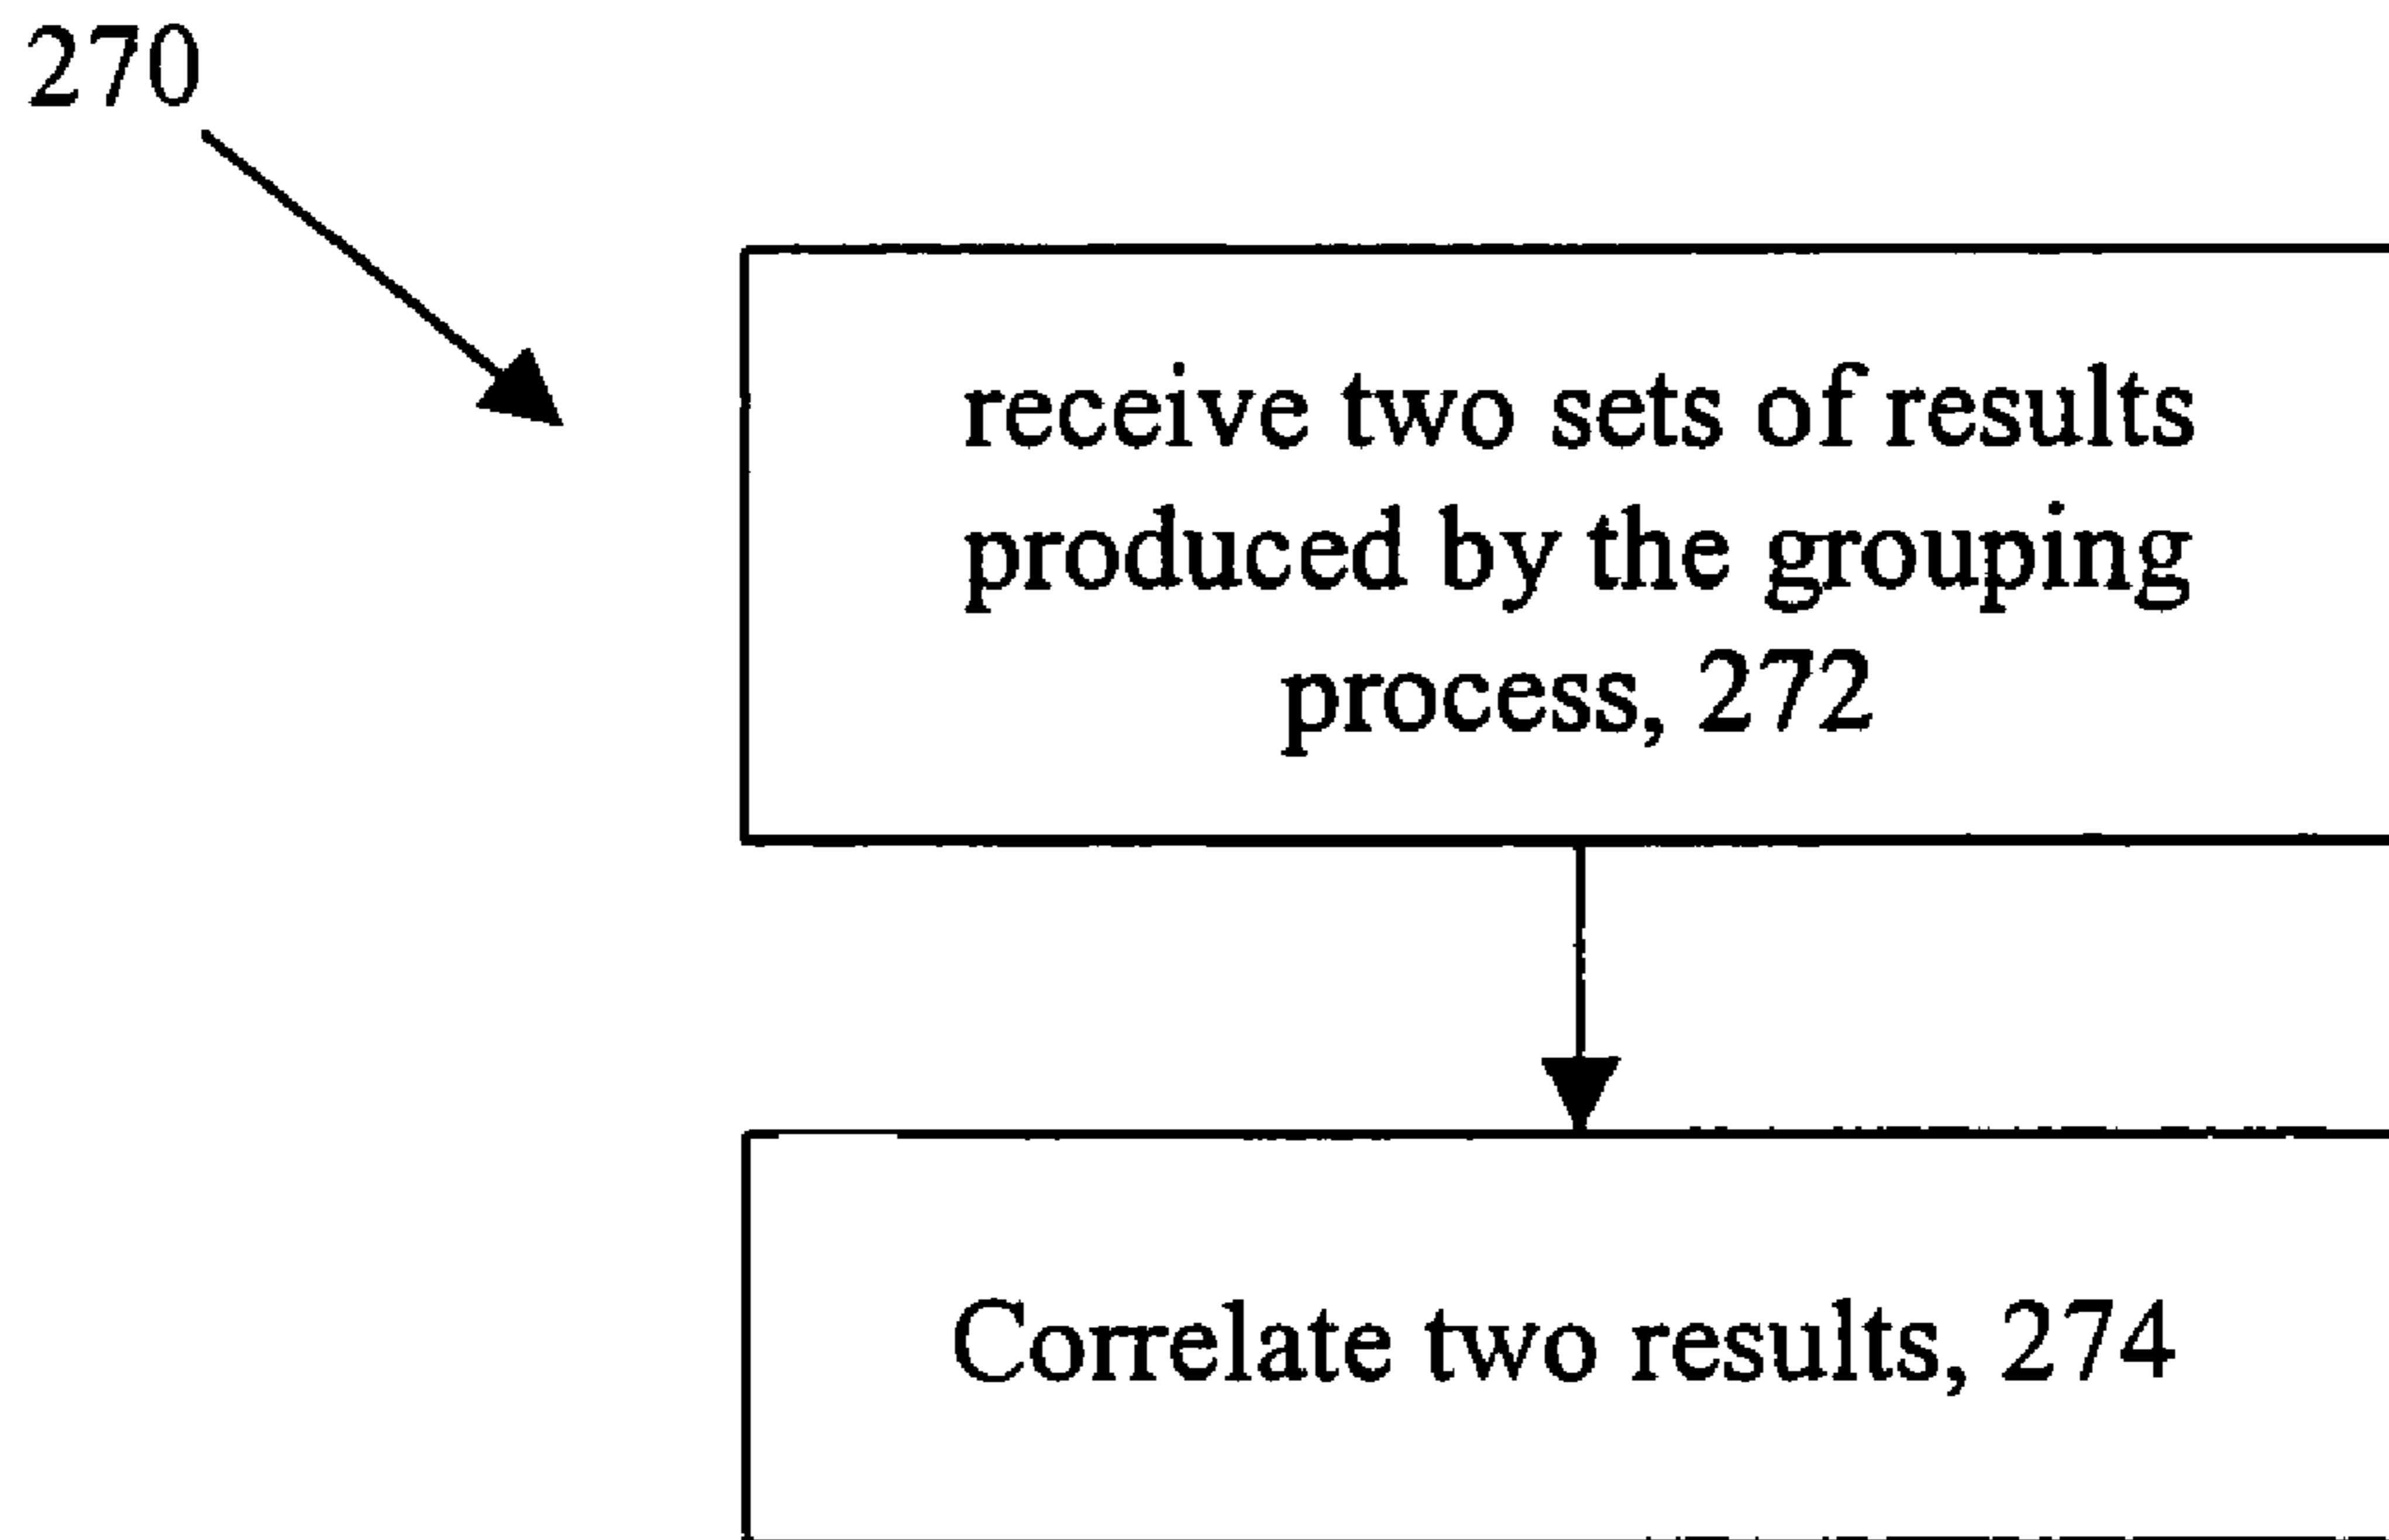 270
receive two sets of results
produced by the grouping
process, 272
Correlate two results, 274